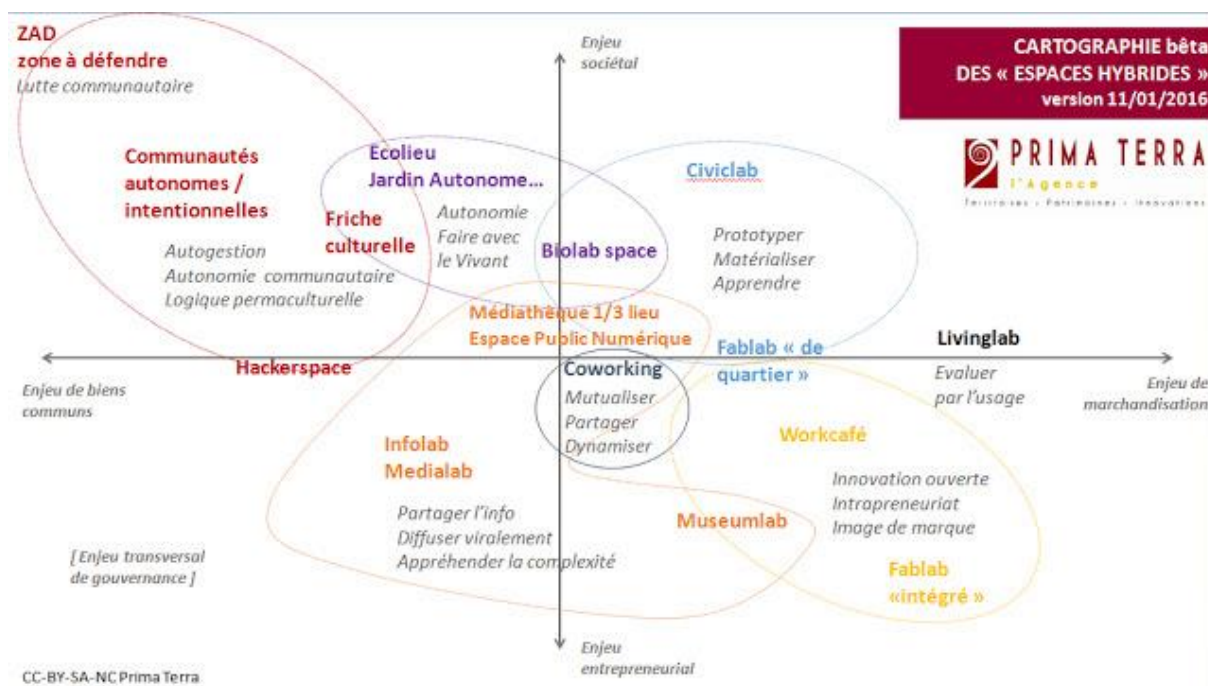 ZAD
zone à défendre
Lutte communautaire
Enjeu
sociétal
CARTOGRAPHIE bêta
DES « ESPACES HYBRIDES »
version 11/01/2016
PRIMA TERRA
l'Agence
Territoires - Patrimoines - Innovations
Communautés
autonomes /
intentionnelles
Autogestion
Autonomie communautaire
Logique permaculturelle
Ecolieu
Jardin Autonome...
Friche
culturelle
Autonomie
Faire avec
le Vivant
Biolab space
Civiclab
Prototyper
Matérialiser
Apprendre
Médiathèque 1/3 lieu
Espace Public Numérique
Hackerspace
Fablab « de
quartier »
Livinglab
Evaluer
par l'usage
Enjeu de biens
communs
Enjeu de
marchandisation
Coworking
Mutualiser
Partager
Dynamiser
Infolab
Medialab
Partager l'info
Diffuser viralement
Appréhender la complexité
Workcafé
Innovation ouverte
Intrapreneuriat
Image de marque
Museumlab
Fablab
«intégré »
[ Enjeu transversal
de gouvernance ]
Enjeu
entrepreneurial
CC-BY-SA-NC Prima Terra